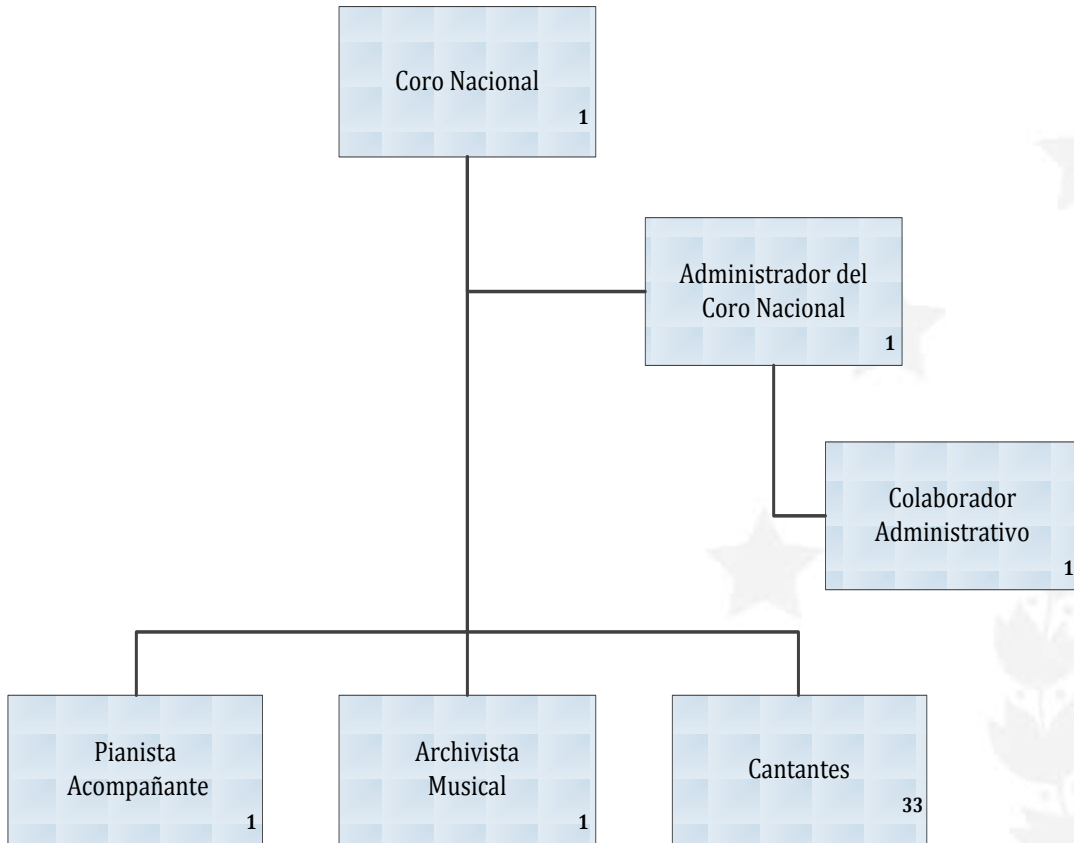 Coro Nacional
1
Administrador del
Coro Nacional
1
Colaborador
Administrativo
1
Pianista
Acompañante
1
Archivista
Musical
1
Cantantes
33